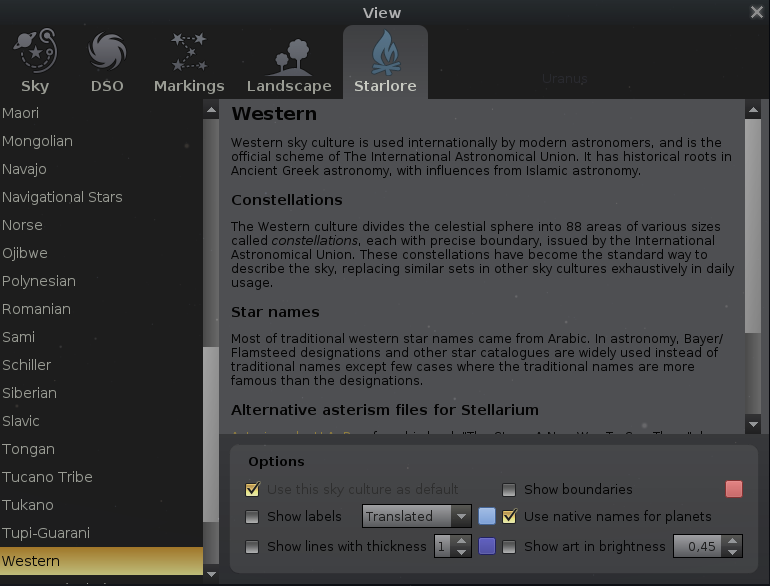 View
Uranus
Sky
DSO
Markings
Landscape
Starlore
Maori
Mongolian
Navajo
Navigational Stars
Norse
Ojibwe
Polynesian
Romanian
Sami
Schiller
Siberian
Slavic
Tongan
Tucano Tribe
Tukano
Tupi-Guarani
Western
Western
Western sky culture is used internationally by modern astronomers, and is the
official scheme of The International Astronomical Union. It has historical roots in
Ancient Greek astronomy, with influences from Islamic astronomy.
Constellations
The Western culture divides the celestial sphere into 88 areas of various sizes
called constellations, each with precise boundary, issued by the International
Astronomical Union. These constellations have become the standard way to
describe the sky, replacing similar sets in other sky cultures exhaustively in daily
usage.
Star names
Most of traditional western star names came from Arabic. In astronomy, Bayer/
Flamsteed designations and other star catalogues are widely used instead of
traditional names except few cases where the traditional names are more
famous than the designations.
Alternative asterism files for Stellarium
Options
Use this sky culture as default
Show boundaries
Show labels
Translated
Use native names for planets
Show lines with thickness
1
Show art in brightness
0,45